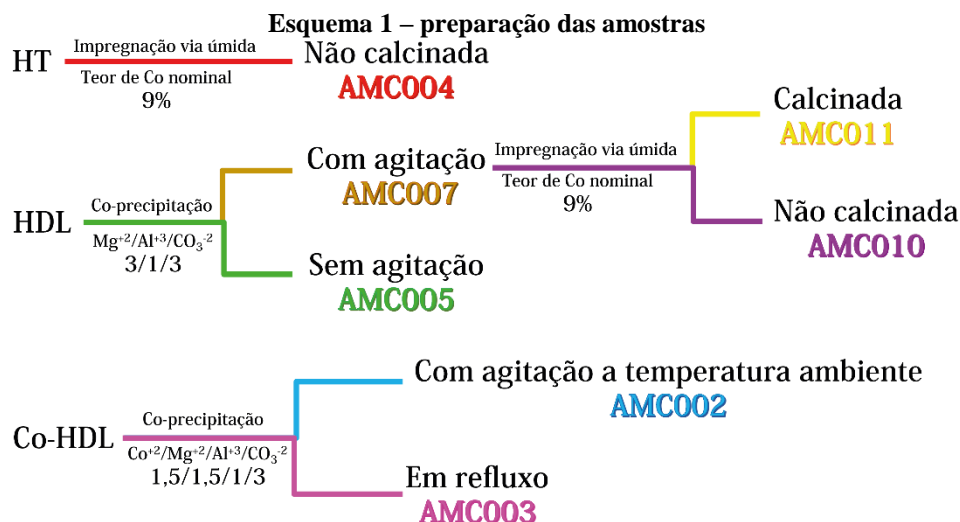 Esquema 1 – preparação das amostras
HT
Impregnação via úmida
Teor de Co nominal
9%
Não calcinada
AMC004
HDL
Co-precipitação
Mg⁺²/Al⁺³/CO₃⁻²
3/1/3
Com agitação
AMC007
Impregnação via úmida
Teor de Co nominal
9%
Calcinada
AMC011
Não calcinada
AMC010
Sem agitação
AMC005
Co-HDL
Co-precipitação
Co⁺²/Mg⁺²/Al⁺³/CO₃⁻²
1,5/1,5/1/3
Com agitação a temperatura ambiente
AMC002
Em refluxo
AMC003